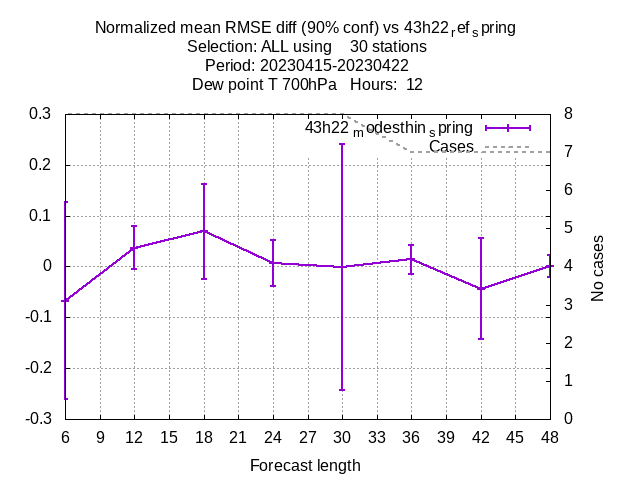 Normalized mean RMSE diff (90% conf) vs 43h22refspring
Selection: ALL using 30 stations
Period: 20230415-20230422
Dew point T 700hPa Hours: 12
43h22modesthinspring
Cases
0.3
0.2
0.1
0
-0.1
-0.2
-0.3
8
7
6
5
4
3
2
1
0
No cases
6 9 12 15 18 21 24 27 30 33 36 39 42 45 48
Forecast length